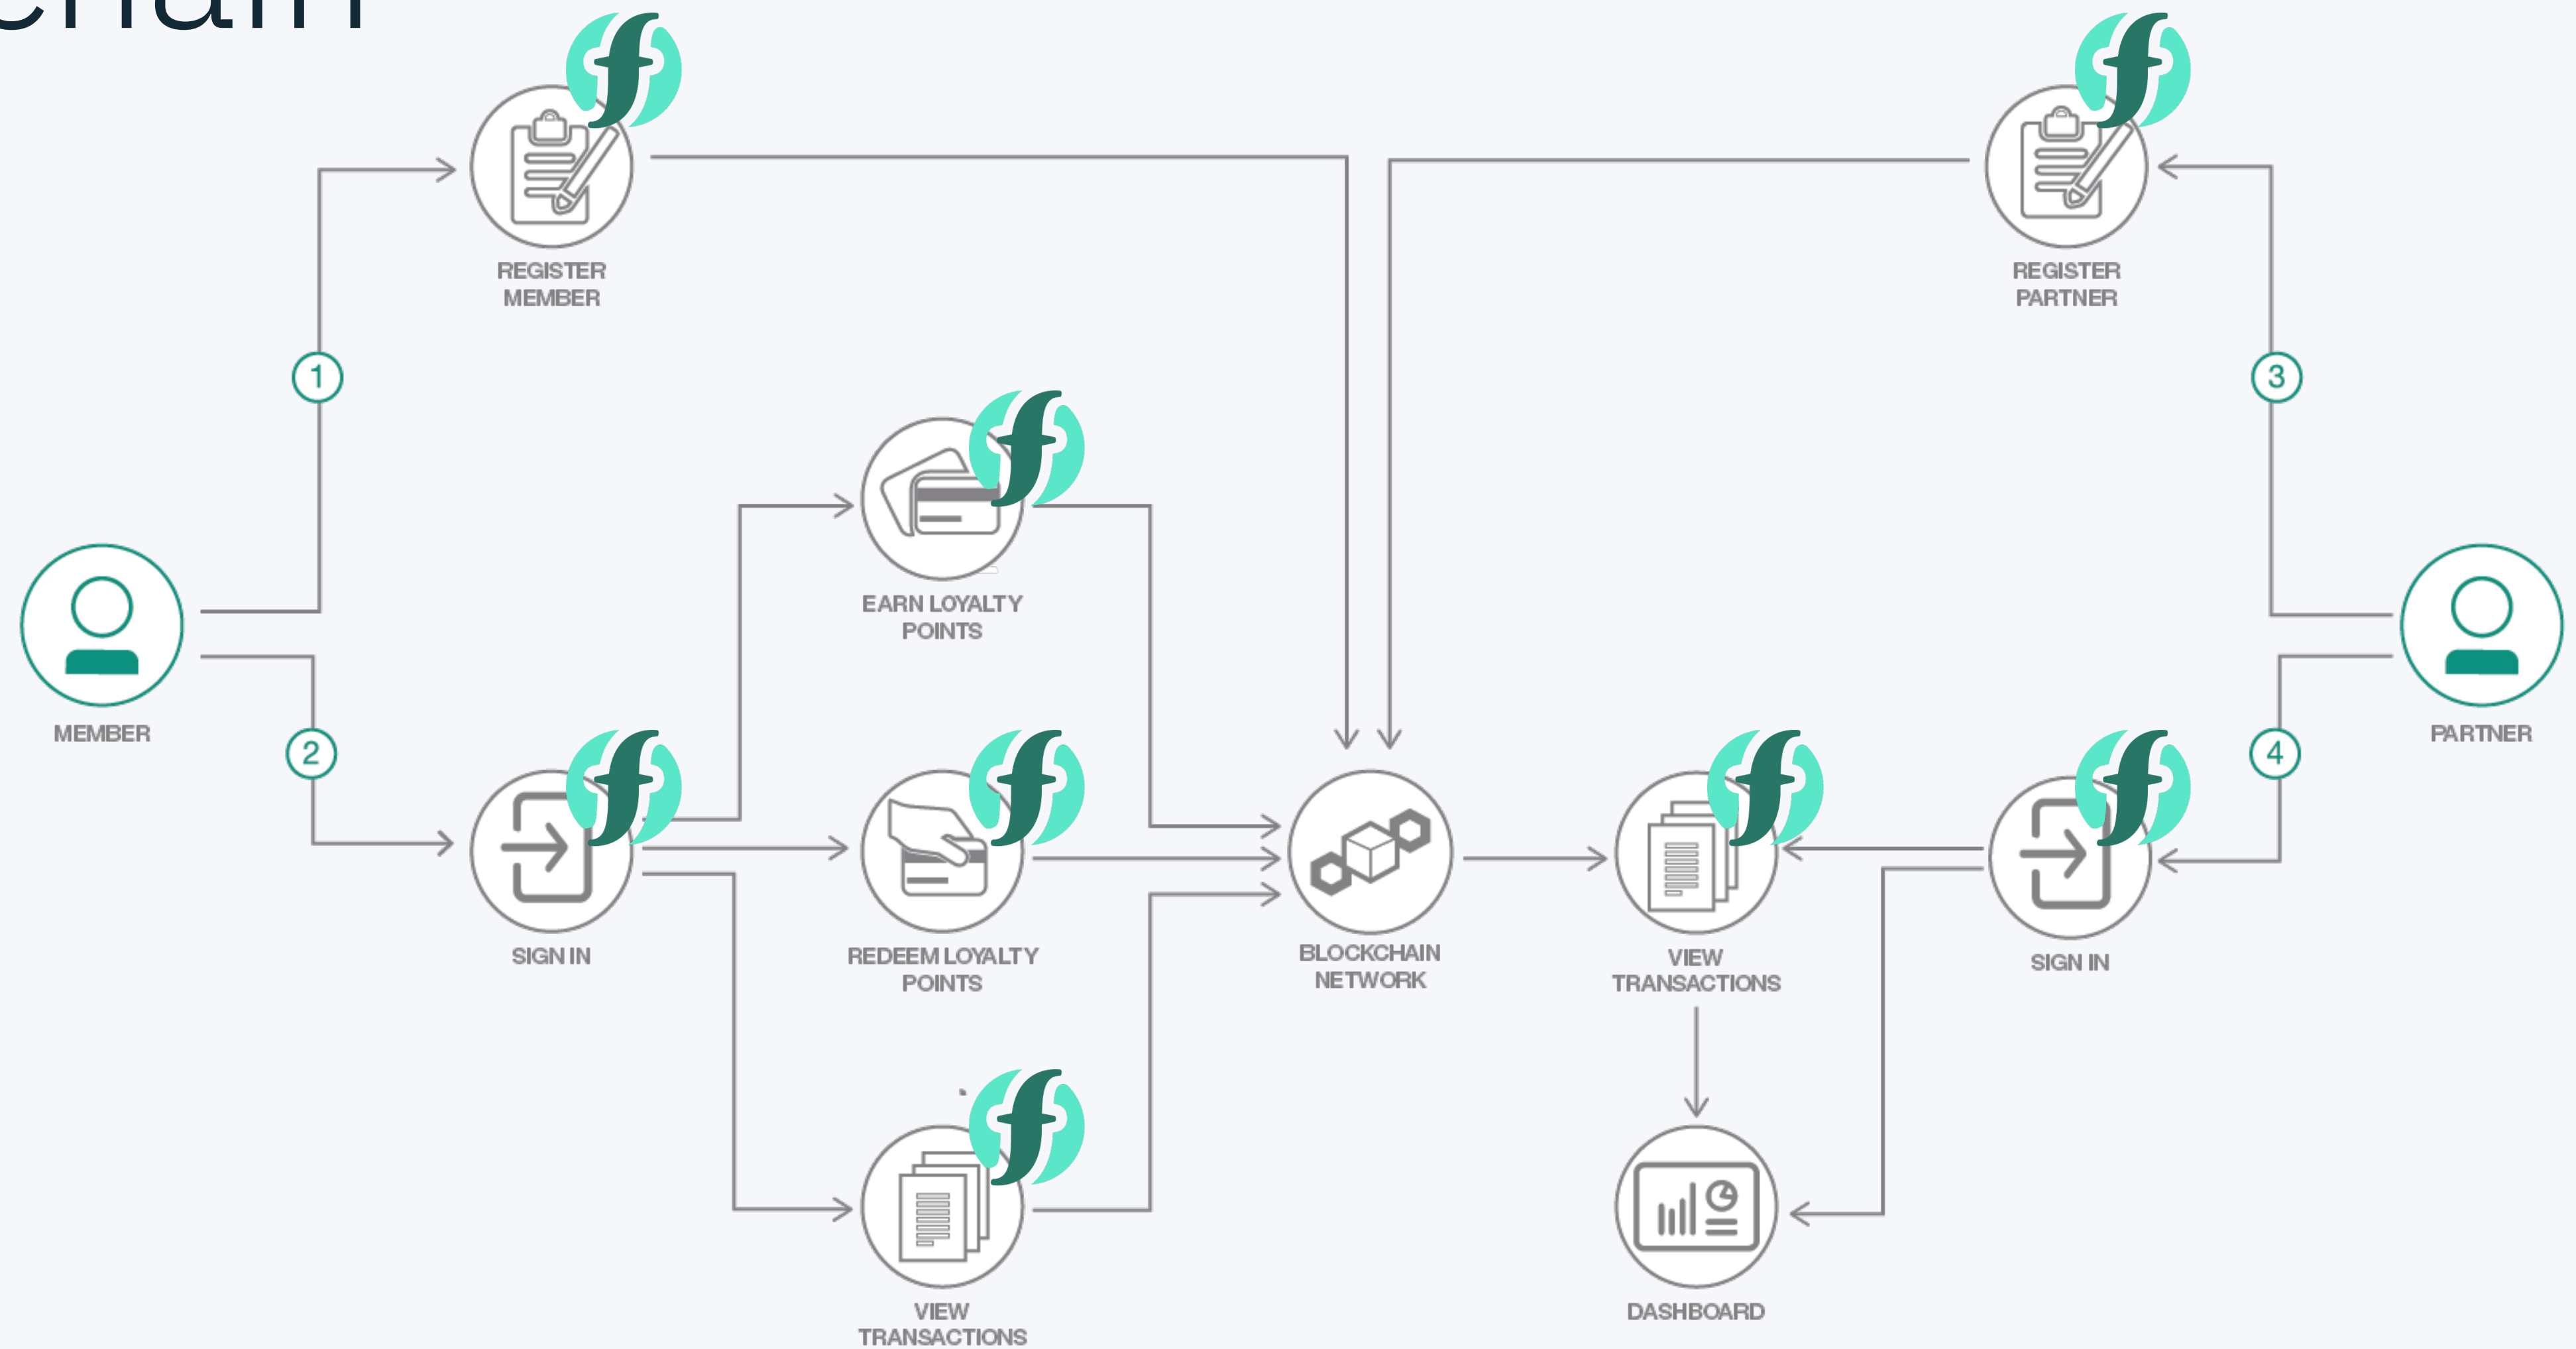 chain
REGISTER
MEMBER
REGISTER
PARTNER
1
3
EARN LOYALTY
POINTS
MEMBER
PARTNER
2
4
SIGN IN
REDEEM LOYALTY
POINTS
BLOCKCHAIN
NETWORK
VIEW
TRANSACTIONS
SIGN IN
VIEW
TRANSACTIONS
DASHBOARD